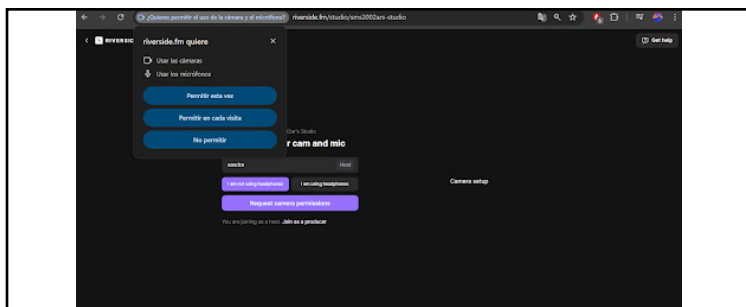 ¿Quieres permitir el uso de la cámara y el micrófono? riverside.fm/studio/sms2002ars-studio
RIVERSIDE
Get help
riverside.fm quiere
Usar las cámaras
Usar los micrófonos
Permitir esta vez
Permitir en cada visita
No permitir
Dar's Studio
r cam and mic
sandra
Host
I am not using headphones
I am using headphones
Request camera permissions
Camera setup
You are joining as a host. Join as a producer